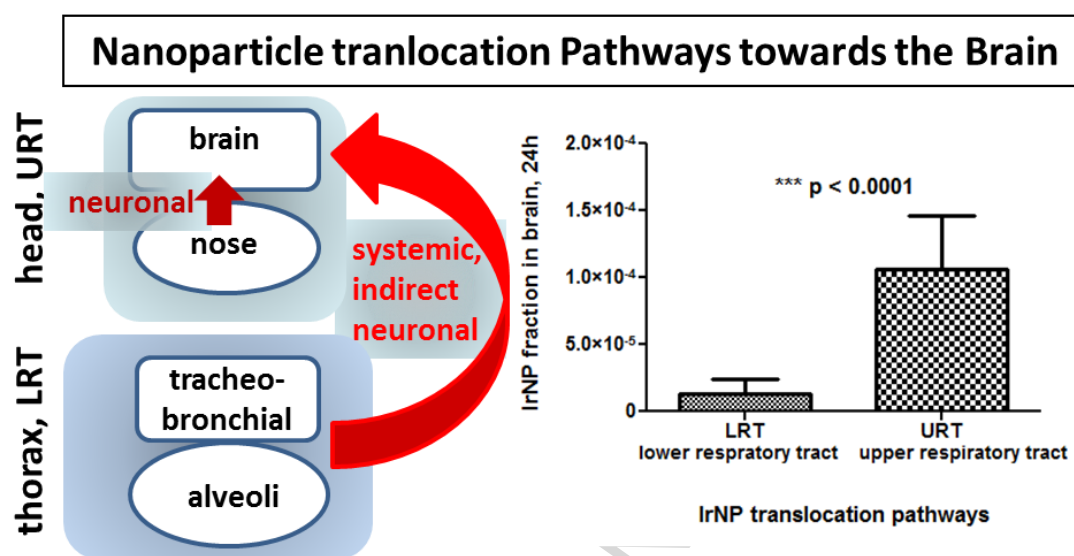 Nanoparticle tranlocation Pathways towards the Brain
head, URT
brain
neuronal
nose
systemic,
indirect
neuronal
thorax, LRT
tracheo-
bronchial
alveoli
IrNP fraction in brain, 24h
2.0×10-4
1.5×10-4
1.0×10-4
5.0×10-5
0
*** p < 0.0001
LRT
lower respratory tract
URT
upper respiratory tract
IrNP translocation pathways